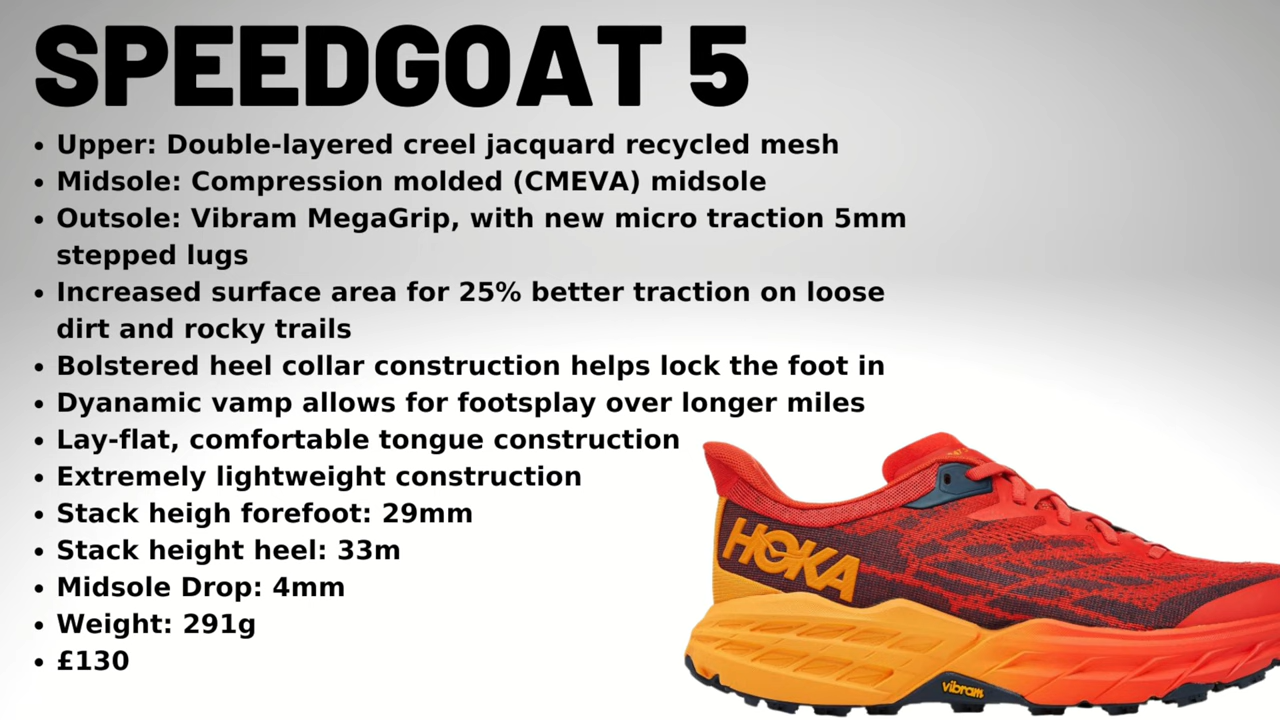 SPEEDGOAT 5
• Upper: Double-layered creel jacquard recycled mesh
• Midsole: Compression molded (CMEVA) midsole
• Outsole: Vibram MegaGrip, with new micro traction 5mm
stepped lugs
• Increased surface area for 25% better traction on loose
dirt and rocky trails
• Bolstered heel collar construction helps lock the foot in
• Dyanamic vamp allows for footsplay over longer miles
• Lay-flat, comfortable tongue construction
• Extremely lightweight construction
• Stack heigh forefoot: 29mm
• Stack height heel: 33m
• Midsole Drop: 4mm
• Weight: 291g
• £130
HOKA
vibram